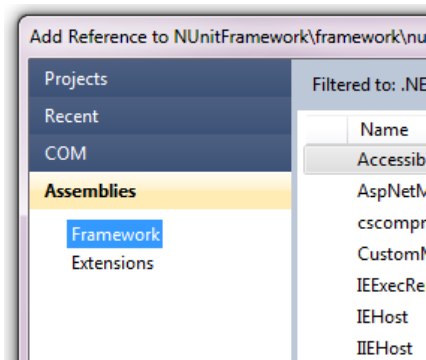 Add Reference to NUnitFramework\framework\nu
Projects
Recent
COM
Assemblies
Framework
Extensions
Filtered to: .NE
Name
Accessib
AspNetM
cscompr
CustomM
IEExecRe
IEHost
IIEHost